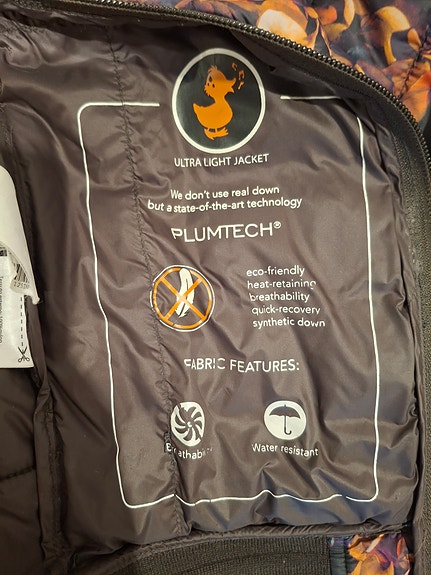 ULTRA LIGHT JACKET
We don't use real down
but a state-of-the-art technology
PLUMTECH®
eco-friendly
heat-retaining
breathability
quick-recovery
synthetic down
FABRIC FEATURES:
Breathable
Water resistant